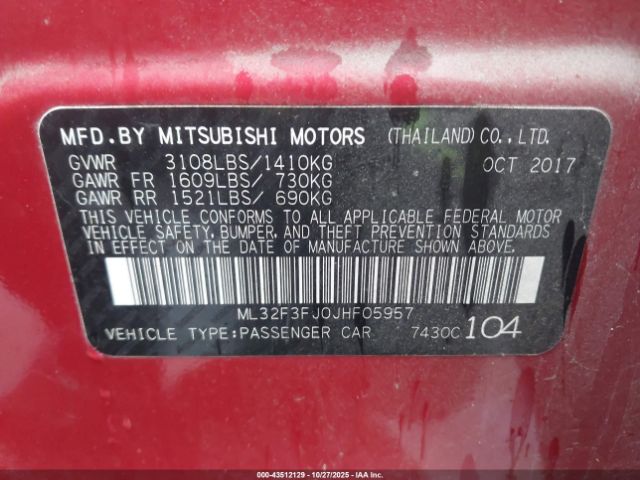 MFD.BY MITSUBISHI MOTORS (THAILAND)CO.,LTD.
GVWR 3108LBS/1410KG OCT 2017
GAWR FR 1609LBS/ 730KG
GAWR RR 1521LBS/ 690KG
THIS VEHICLE CONFORMS TO ALL APPLICABLE FEDERAL MOTOR
VEHICLE SAFETY, BUMPER, AND THEFT PREVENTION STANDARDS
IN EFFECT ON THE DATE OF MANUFACTURE SHOWN ABOVE.
ML32F3FJ0JHF05957
VEHICLE TYPE:PASSENGER CAR 7430C 104
000-43512129 | 10/27/2025 | © Copyright IAA, LLC